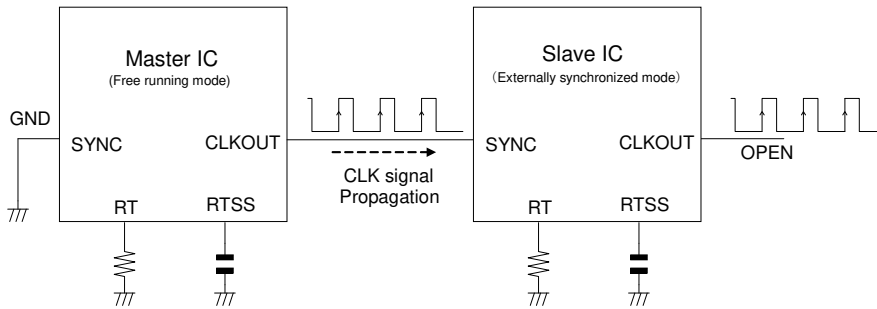 Master IC
(Free running mode)
GND
SYNC
CLKOUT
RT
RTSS
CLK signal
Propagation
Slave IC
(Externally synchronized mode)
SYNC
CLKOUT
RT
RTSS
OPEN